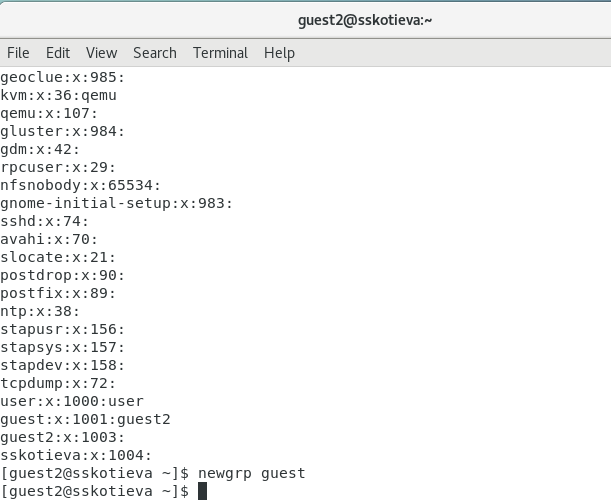 guest2@sskotieva:~
File Edit View Search Terminal Help
geoclue:x:985:
kvm:x:36:qemu
qemu:x:107:
gluster:x:984:
gdm:x:42:
rpcuser:x:29:
nfsnobody:x:65534:
gnome-initial-setup:x:983:
sshd:x:74:
avahi:x:70:
slocate:x:21:
postdrop:x:90:
postfix:x:89:
ntp:x:38:
stapusr:x:156:
stapsys:x:157:
stapdev:x:158:
tcpdump:x:72:
user:x:1000:user
guest:x:1001:guest2
guest2:x:1003:
sskotieva:x:1004:
[guest2@sskotieva ~]$ newgrp guest
[guest2@sskotieva ~]$